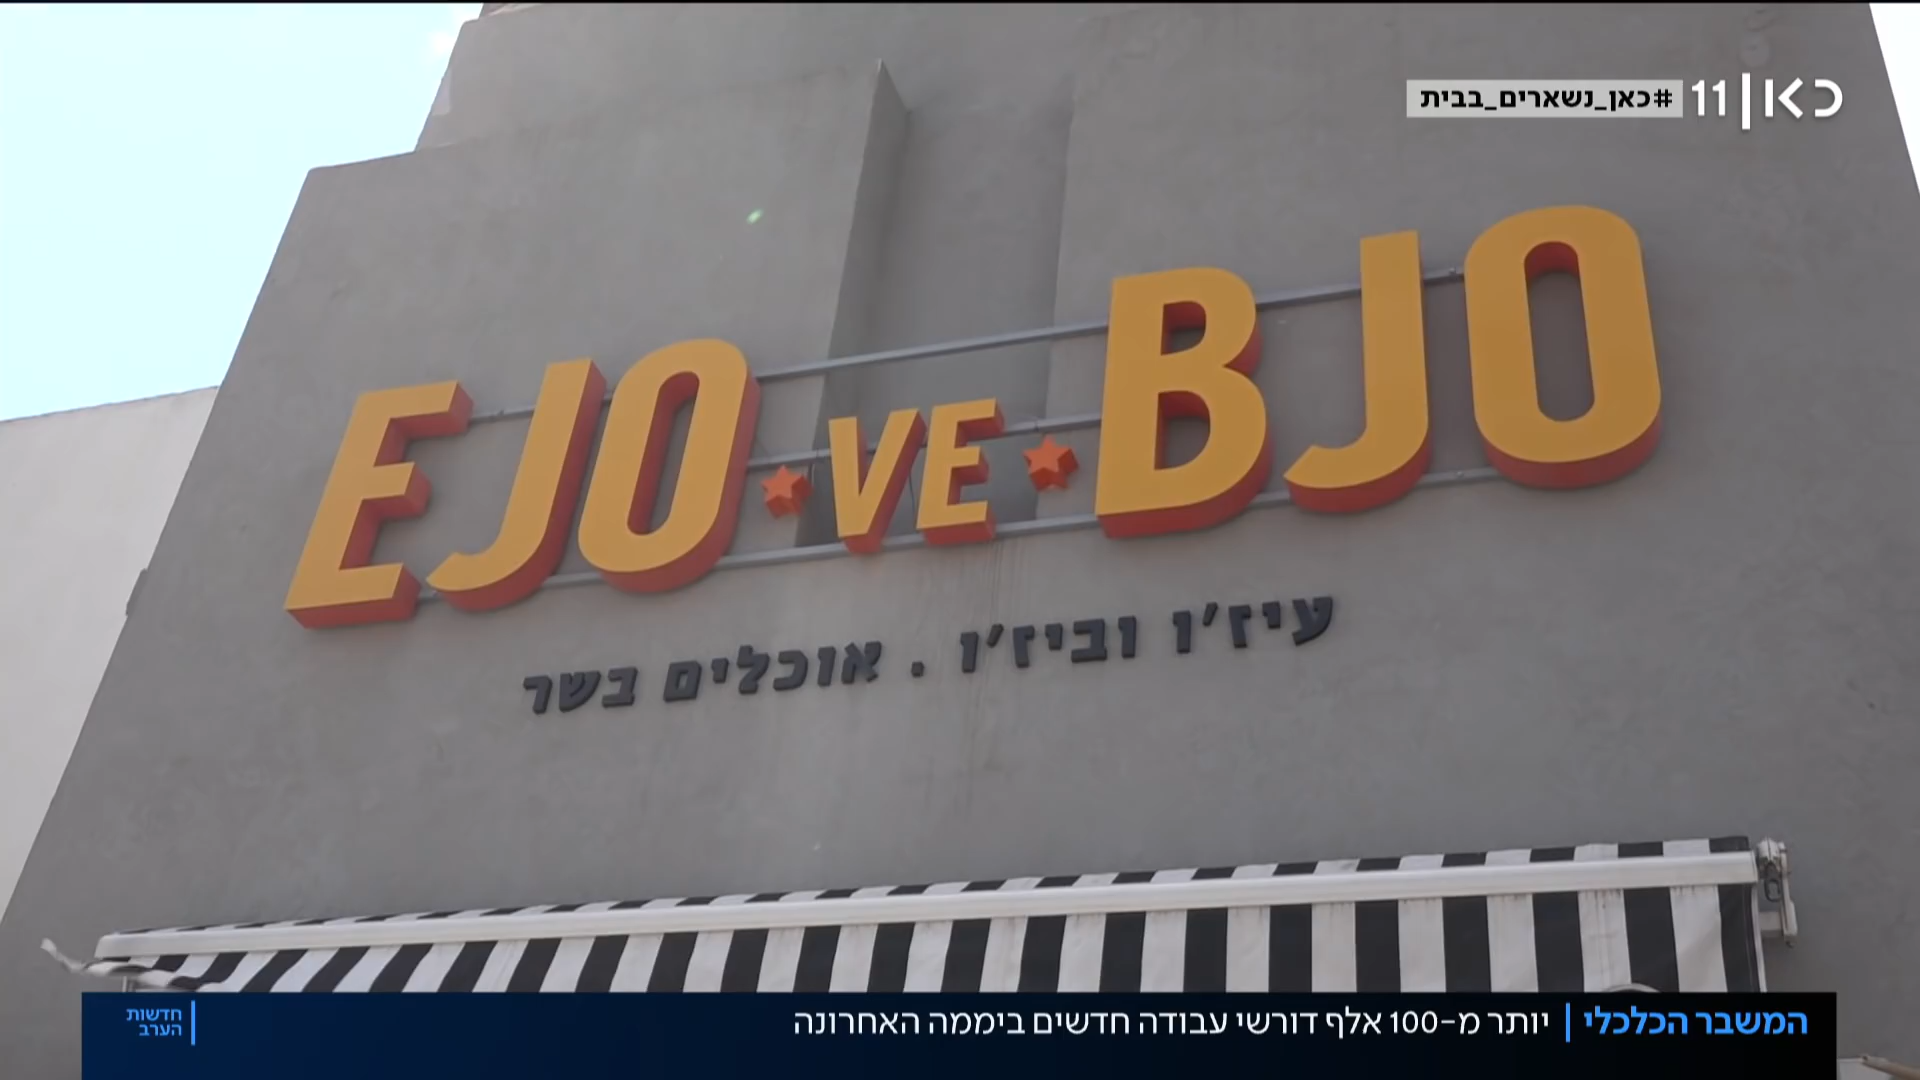 #כאן_נשארים_בבית
כאן 11
EJO VE BJO
עיז'ו וביז'ו . אוכלים בשר
המשבר הכלכלי | יותר מ-100 אלף דורשי עבודה חדשים ביממה האחרונה
חדשות
הערב